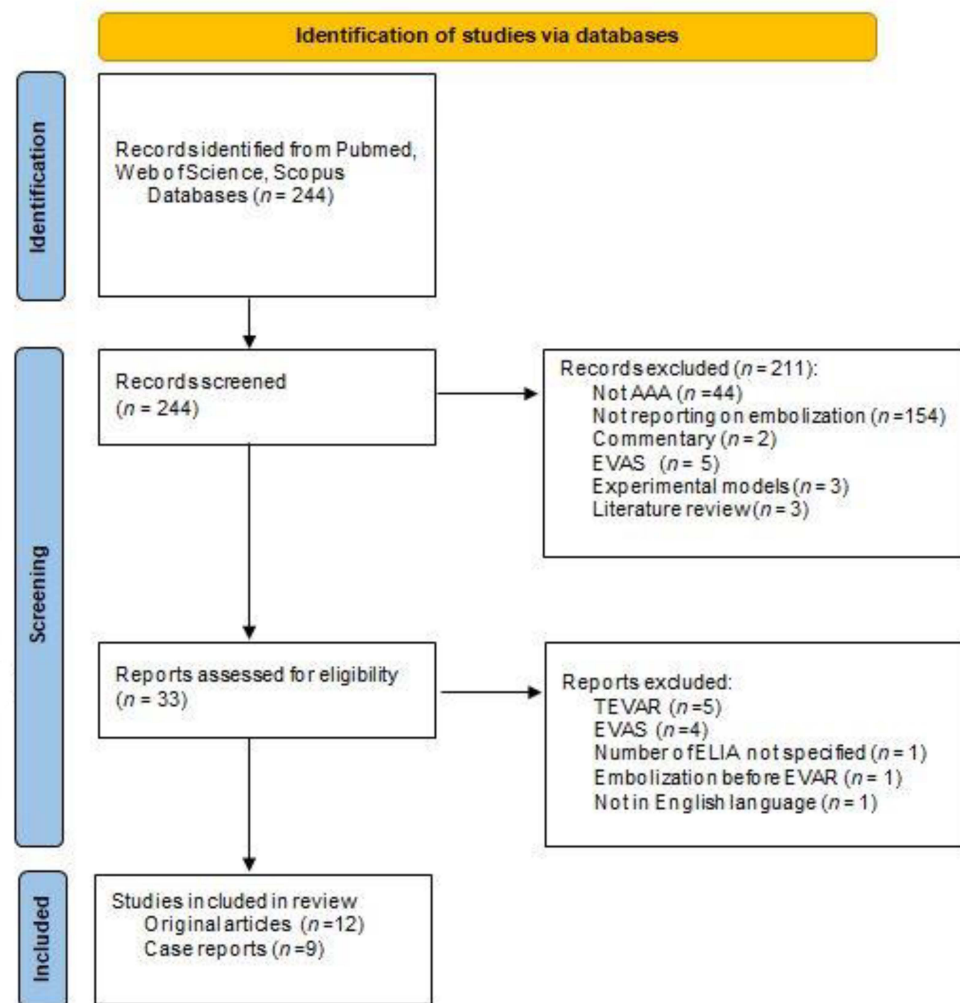 Identification of studies via databases
Identification
Records identified from Pubmed,
Web of Science, Scopus
Databases (n = 244)
Screening
Records screened
(n = 244)
Records excluded (n = 211):
Not AAA (n =44)
Not reporting on embolization (n=154)
Commentary (n = 2)
EVAS (n = 5)
Experimental models (n = 3)
Literature review (n = 3)
Reports assessed for eligibility
(n = 33)
Reports excluded:
TEVAR (n =5)
EVAS (n =4)
Number of ELIA not specified (n = 1)
Embolization before EVAR (n = 1)
Not in English language (n = 1)
Included
Studies included in review
Original articles (n =12)
Case reports (n =9)